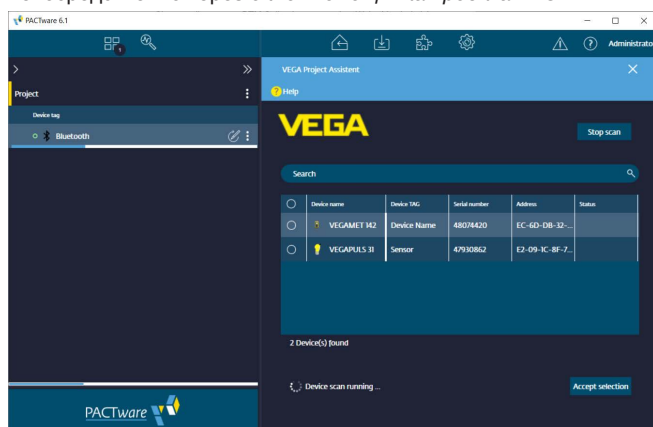 PACTware 6.1
1
Administrato
VEGA Project Assistent
Project
Help
Device tag
Bluetooth
VEGA
Stop scan
Search
Device name Device TAG Serial number Address Status
VEGAMET 142 Device Name 48074420 EC-6D-DB-32-...
VEGAPULS 31 Sensor 47930862 E2-09-1C-8F-7...
2 Device(s) found
Device scan running ...
Accept selection
PACTware